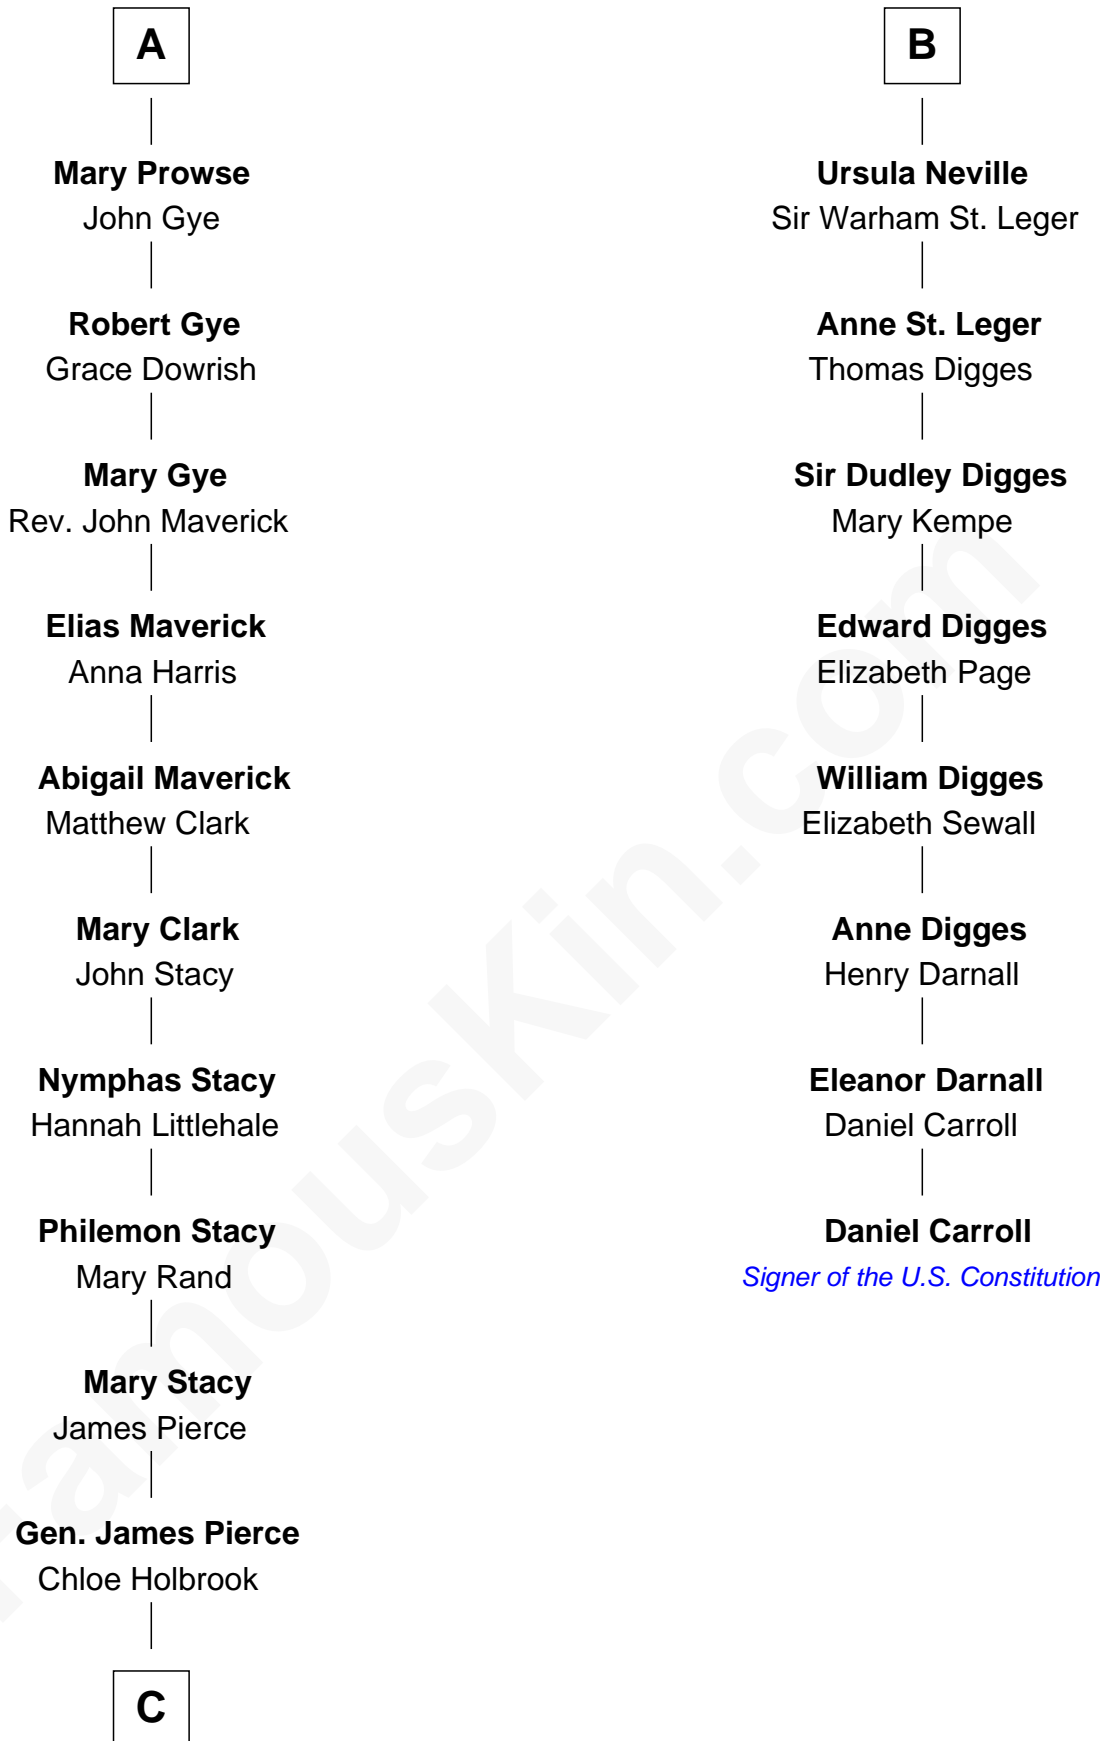 A
Mary Prowse
John Gye
Robert Gye
Grace Dowrish
Mary Gye
Rev. John Maverick
Elias Maverick
Anna Harris
Abigail Maverick
Matthew Clark
Mary Clark
John Stacy
Nymphas Stacy
Hannah Littlehale
Philemon Stacy
Mary Rand
Mary Stacy
James Pierce
Gen. James Pierce
Chloe Holbrook
C
B
Ursula Neville
Sir Warham St. Leger
Anne St. Leger
Thomas Digges
Sir Dudley Digges
Mary Kempe
Edward Digges
Elizabeth Page
William Digges
Elizabeth Sewall
Anne Digges
Henry Darnall
Eleanor Darnall
Daniel Carroll
Daniel Carroll
Signer of the U.S. Constitution
FamousKin.com